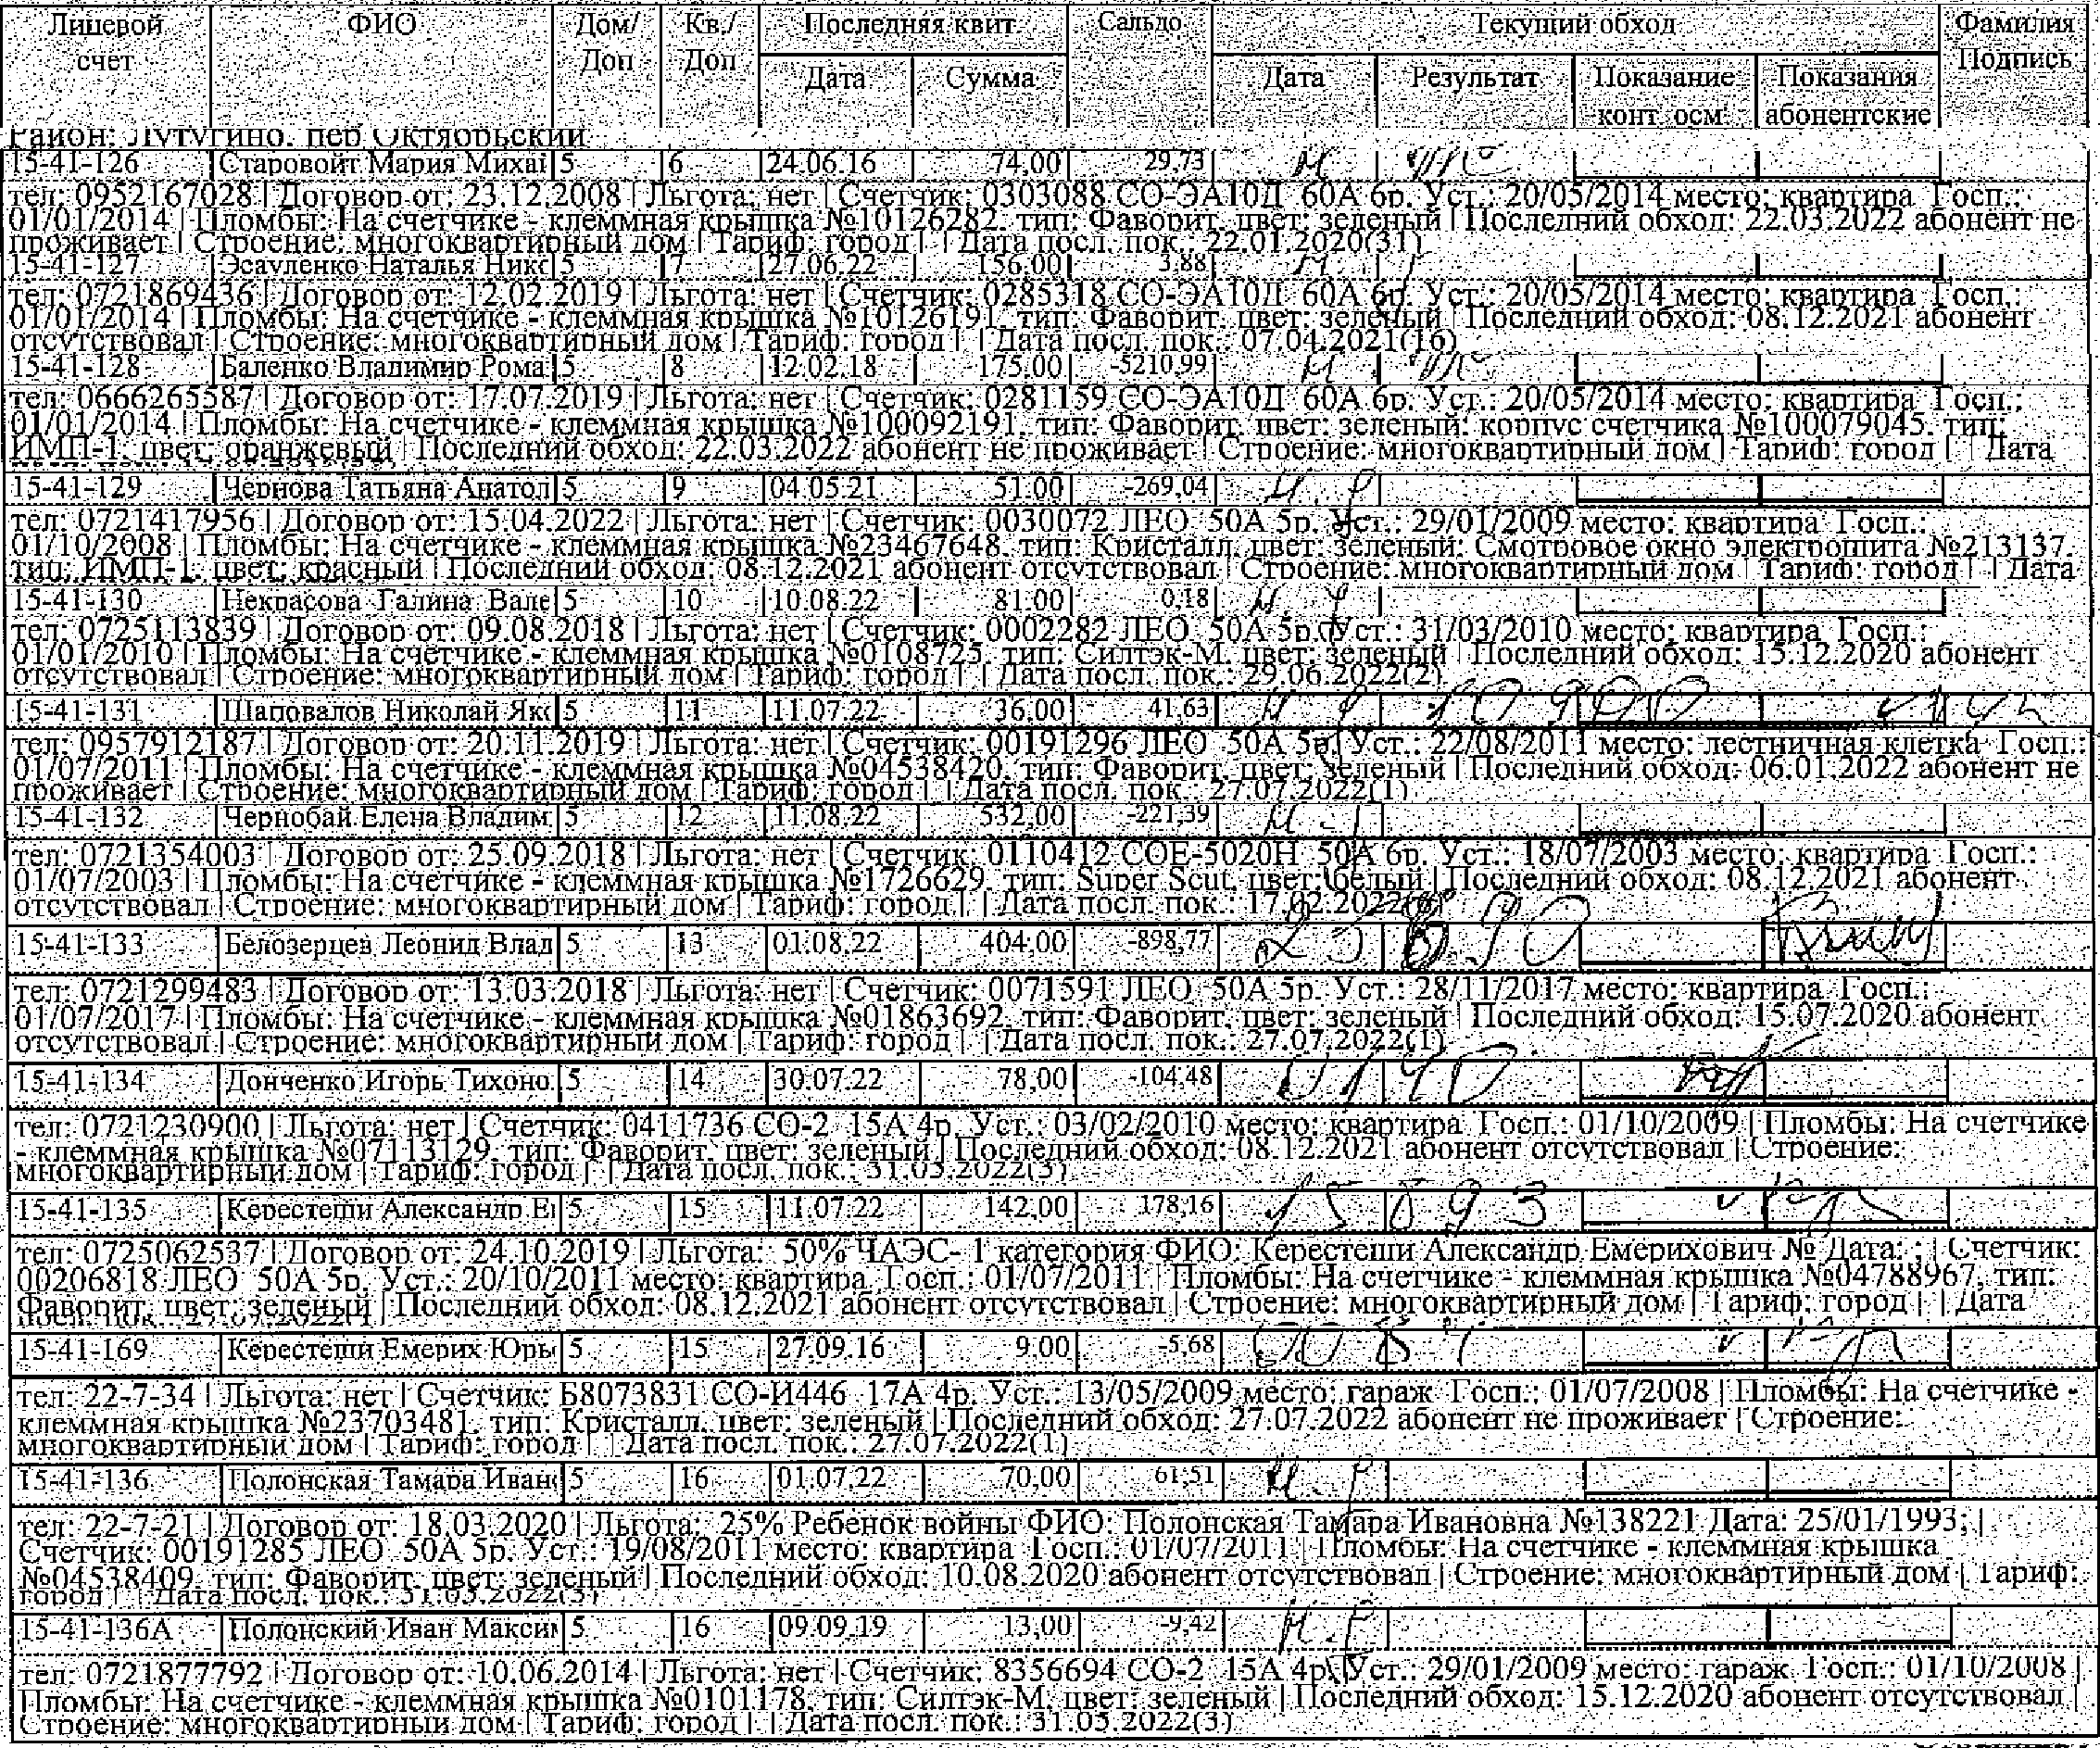 Лицевой счет ФИО Дом/Доп Кв./Доп Последняя квит Сальдо Текущий обход Фамилия Подпись
Дата Сумма Дата Результат Показание конт. осм. Показания абонентские
Район: Лутугино, пер Октябрьский
15-41-126 Старовойт Мария Михаі 5 6 24.06.16 74,00 29,73
тел: 0952167028 | Договор от: 23.12.2008 | Льгота: нет | Счетчик: 0303088 СО-ЭА10Д 60А 6р. Уст.: 20/05/2014 место: квартира Госп.:
01/01/2014 | Пломбы: На счетчике - клеммная крышка №10126282, тип: Фаворит, цвет: зеленый | Последний обход: 22.03.2022 абонент не
проживает | Строение: многоквартирный дом | Тариф: город | | Дата посл. пок.: 22.01.2020(31)
15-41-127 Эсауленко Наталья Никс 5 7 27.06.22 156,00 3,88
тел: 0721869436 | Договор от: 12.02.2019 | Льгота: нет | Счетчик: 0285318 СО-ЭА10Д 60А 6р. Уст.: 20/05/2014 место: квартира Госп.:
01/01/2014 | Пломбы: На счетчике - клеммная крышка №10126191, тип: Фаворит, цвет: зеленый | Последний обход: 08.12.2021 абонент
отсутствовал | Строение: многоквартирный дом | Тариф: город | | Дата посл. пок.: 07.04.2021(16)
15-41-128 Баленко Владимир Рома 5 8 12.02.18 175,00 -5210,99
тел: 0666265587 | Договор от: 17.07.2019 | Льгота: нет | Счетчик: 0281159 СО-ЭА10Д 60А 6р. Уст.: 20/05/2014 место: квартира Госп.:
01/01/2014 | Пломбы: На счетчике - клеммная крышка №100092191, тип: Фаворит, цвет: зеленый; корпус счетчика №100079045, тип:
ИМП-1, цвет: оранжевый | Последний обход: 22.03.2022 абонент не проживает | Строение: многоквартирный дом | Тариф: город | | Дата
15-41-129 Чернова Татьяна Анатол 5 9 04.05.21 51,00 -269,04
тел: 0721417956 | Договор от: 15.04.2022 | Льгота: нет | Счетчик: 0030072 ЛЕО 50А 5р. Уст.: 29/01/2009 место: квартира Госп.:
01/10/2008 | Пломбы: На счетчике - клеммная крышка №23467648, тип: Кристалл, цвет: зеленый; Смотровое окно электрощита №213137,
тип: ИМП-1, цвет: красный | Последний обход: 08.12.2021 абонент отсутствовал | Строение: многоквартирный дом | Тариф: город | | Дата
15-41-130 Некрасова Галина Вале 5 10 10.08.22 81,00 0,18
тел: 0725113839 | Договор от: 09.08.2018 | Льгота: нет | Счетчик: 0002282 ЛЕО 50А 5р. Уст.: 31/03/2010 место: квартира Госп.:
01/01/2010 | Пломбы: На счетчике - клеммная крышка №0108725, тип: Силтэк-М, цвет: зеленый | Последний обход: 15.12.2020 абонент
отсутствовал | Строение: многоквартирный дом | Тариф: город | | Дата посл. пок.: 29.06.2022(2)
15-41-131 Шаповалов Николай Яко 5 11 11.07.22 36,00 41,63
тел: 0957912187 | Договор от: 20.11.2019 | Льгота: нет | Счетчик: 00191296 ЛЕО 50А 5р. Уст.: 22/08/2011 место: лестничная клетка Госп.:
01/07/2011 | Пломбы: На счетчике - клеммная крышка №04538420, тип: Фаворит, цвет: зеленый | Последний обход: 06.01.2022 абонент не
проживает | Строение: многоквартирный дом | Тариф: город | | Дата посл. пок.: 27.07.2022(1)
15-41-132 Чернобай Елена Владим 5 12 11.08.22 532,00 -221,39
тел: 0721354003 | Договор от: 25.09.2018 | Льгота: нет | Счетчик: 0110412 СОЕ-5020Н 50А 6р. Уст.: 18/07/2003 место: квартира Госп.:
01/07/2003 | Пломбы: На счетчике - клеммная крышка №1726629, тип: Super Scut, цвет: белый | Последний обход: 08.12.2021 абонент
отсутствовал | Строение: многоквартирный дом | Тариф: город | | Дата посл. пок.: 17.02.2022
15-41-133 Белозерцев Леонид Влад 5 13 01.08.22 404,00 -898,77
тел: 0721299483 | Договор от: 13.03.2018 | Льгота: нет | Счетчик: 0071591 ЛЕО 50А 5р. Уст.: 28/11/2017 место: квартира Госп.:
01/07/2017 | Пломбы: На счетчике - клеммная крышка №01863692, тип: Фаворит, цвет: зеленый | Последний обход: 15.07.2020 абонент
отсутствовал | Строение: многоквартирный дом | Тариф: город | | Дата посл. пок.: 27.07.2022(1)
15-41-134 Донченко Игорь Тихоно 5 14 30.07.22 78,00 -104,48
тел: 0721230900 | Льгота: нет | Счетчик: 0411736 СО-2 15А 4р. Уст.: 03/02/2010 место: квартира Госп.: 01/10/2009 | Пломбы: На счетчике
- клеммная крышка №07113129, тип: Фаворит, цвет: зеленый | Последний обход: 08.12.2021 абонент отсутствовал | Строение:
многоквартирный дом | Тариф: город | | Дата посл. пок.: 31.03.2022(3)
15-41-135 Керестеши Александр Еі 5 15 11.07.22 142,00 178,16 15893
тел: 0725062537 | Договор от: 24.10.2019 | Льгота: 50% ЧАЭС- 1 категория ФИО: Керестеши Александр Емерихович № Дата: ; | Счетчик:
00206818 ЛЕО 50А 5р. Уст.: 20/10/2011 место: квартира Госп.: 01/07/2011 | Пломбы: На счетчике - клеммная крышка №04788967, тип:
Фаворит, цвет: зеленый | Последний обход: 08.12.2021 абонент отсутствовал | Строение: многоквартирный дом | Тариф: город | | Дата
15-41-169 Керестеши Емерих Юрь 5 15 27.09.16 9,00 -5,68
тел: 22-7-34 | Льгота: нет | Счетчик: Б8073831 СО-И446 17А 4р. Уст.: 13/05/2009 место: гараж Госп.: 01/07/2008 | Пломбы: На счетчике -
клеммная крышка №23703481, тип: Кристалл, цвет: зеленый | Последний обход: 27.07.2022 абонент не проживает | Строение:
многоквартирный дом | Тариф: город | | Дата посл. пок.: 27.07.2022(1)
15-41-136 Полонская Тамара Иван 5 16 01.07.22 70,00 61,51
тел: 22-7-21 | Договор от: 18.03.2020 | Льгота: 25% Ребенок войны ФИО: Полонская Тамара Ивановна №138221 Дата: 25/01/1993; |
Счетчик: 00191285 ЛЕО 50А 5р. Уст.: 19/08/2011 место: квартира Госп.: 01/07/2011 | Пломбы: На счетчике - клеммная крышка
№04538409, тип: Фаворит, цвет: зеленый | Последний обход: 10.08.2020 абонент отсутствовал | Строение: многоквартирный дом | Тариф:
город | | Дата посл. пок.: 31.03.2022(3)
15-41-136А Полонский Иван Макси 5 16 09.09.19 13,00 -9,42
тел: 0721877792 | Договор от: 10.06.2014 | Льгота: нет | Счетчик: 8356694 СО-2 15А 4р. Уст.: 29/01/2009 место: гараж Госп.: 01/10/2008 |
Пломбы: На счетчике - клеммная крышка №0101178, тип: Силтэк-М, цвет: зеленый | Последний обход: 15.12.2020 абонент отсутствовал |
Строение: многоквартирный дом | Тариф: город | | Дата посл. пок.: 31.05.2022(3)